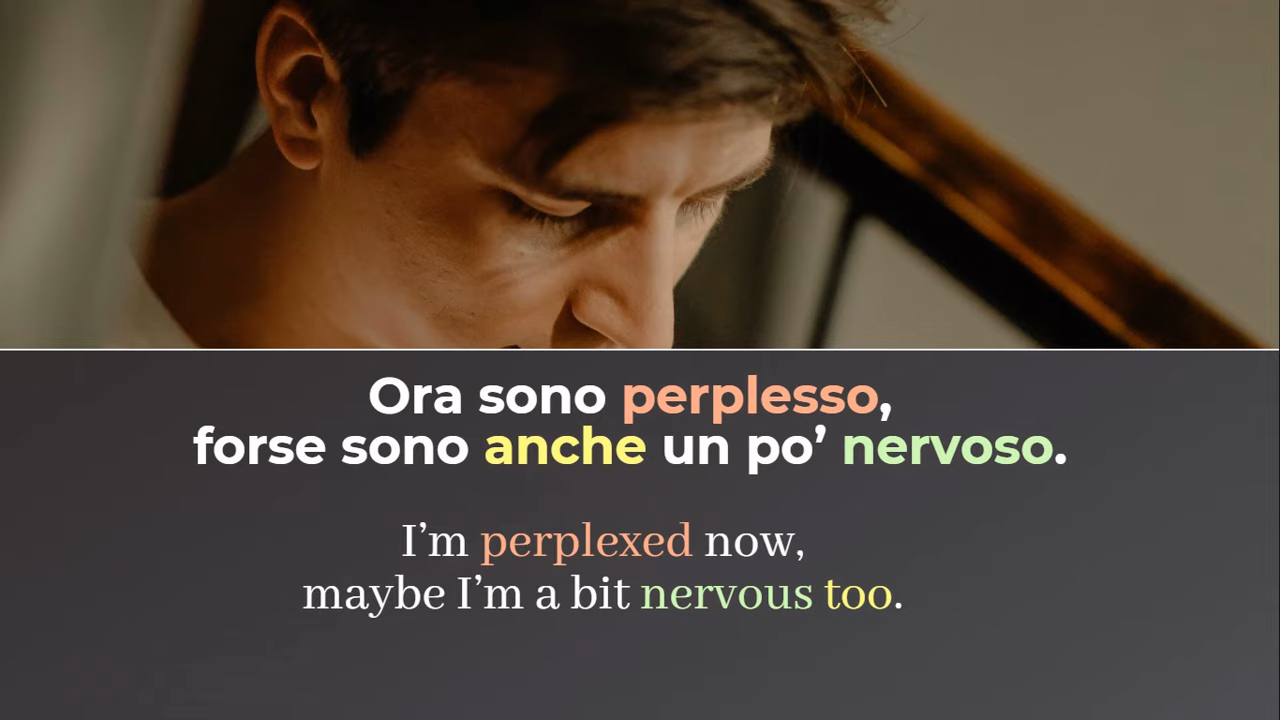 Ora sono perplesso,
forse sono anche un po’ nervoso.
I’m perplexed now,
maybe I’m a bit nervous too.